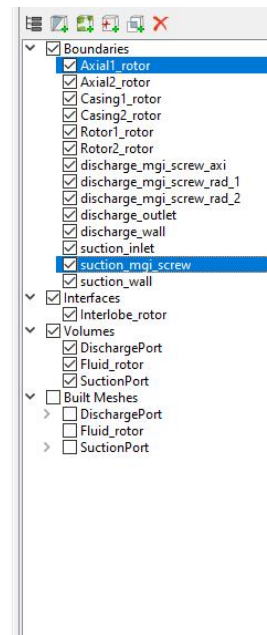 Boundaries
Axial1_rotor
Axial2_rotor
Casing1_rotor
Casing2_rotor
Rotor1_rotor
Rotor2_rotor
discharge_mgi_screw_axi
discharge_mgi_screw_rad_1
discharge_mgi_screw_rad_2
discharge_outlet
discharge_wall
suction_inlet
suction_mgi_screw
suction_wall
Interfaces
Interlobe_rotor
Volumes
DischargePort
Fluid_rotor
SuctionPort
Built Meshes
DischargePort
Fluid_rotor
SuctionPort